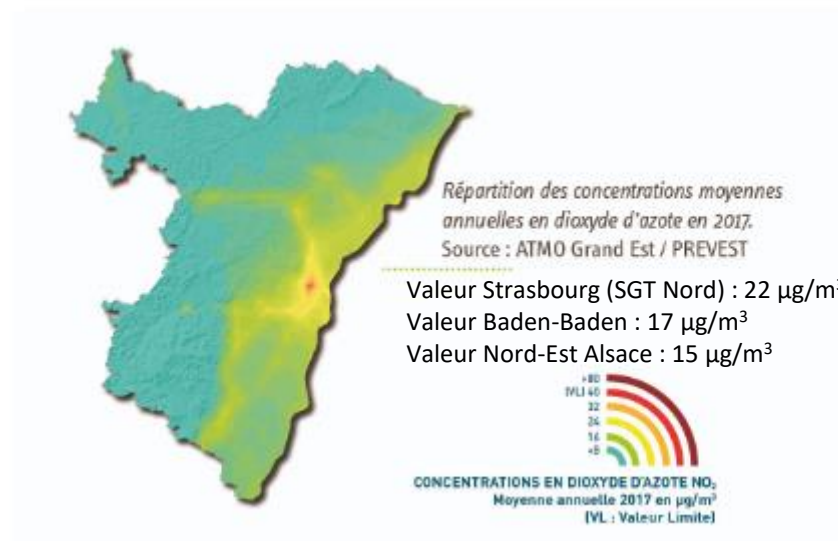 Répartition des concentrations moyennes
annuelles en dioxyde d'azote en 2017.
Source : ATMO Grand Est / PREVEST
Valeur Strasbourg (SGT Nord) : 22 µg/m³
Valeur Baden-Baden : 17 µg/m³
Valeur Nord-Est Alsace : 15 µg/m³
>80
(VL) 40
32
24
16
<8
CONCENTRATIONS EN DIOXYDE D'AZOTE NO₂
Moyenne annuelle 2017 en µg/m³
(VL : Valeur Limite)